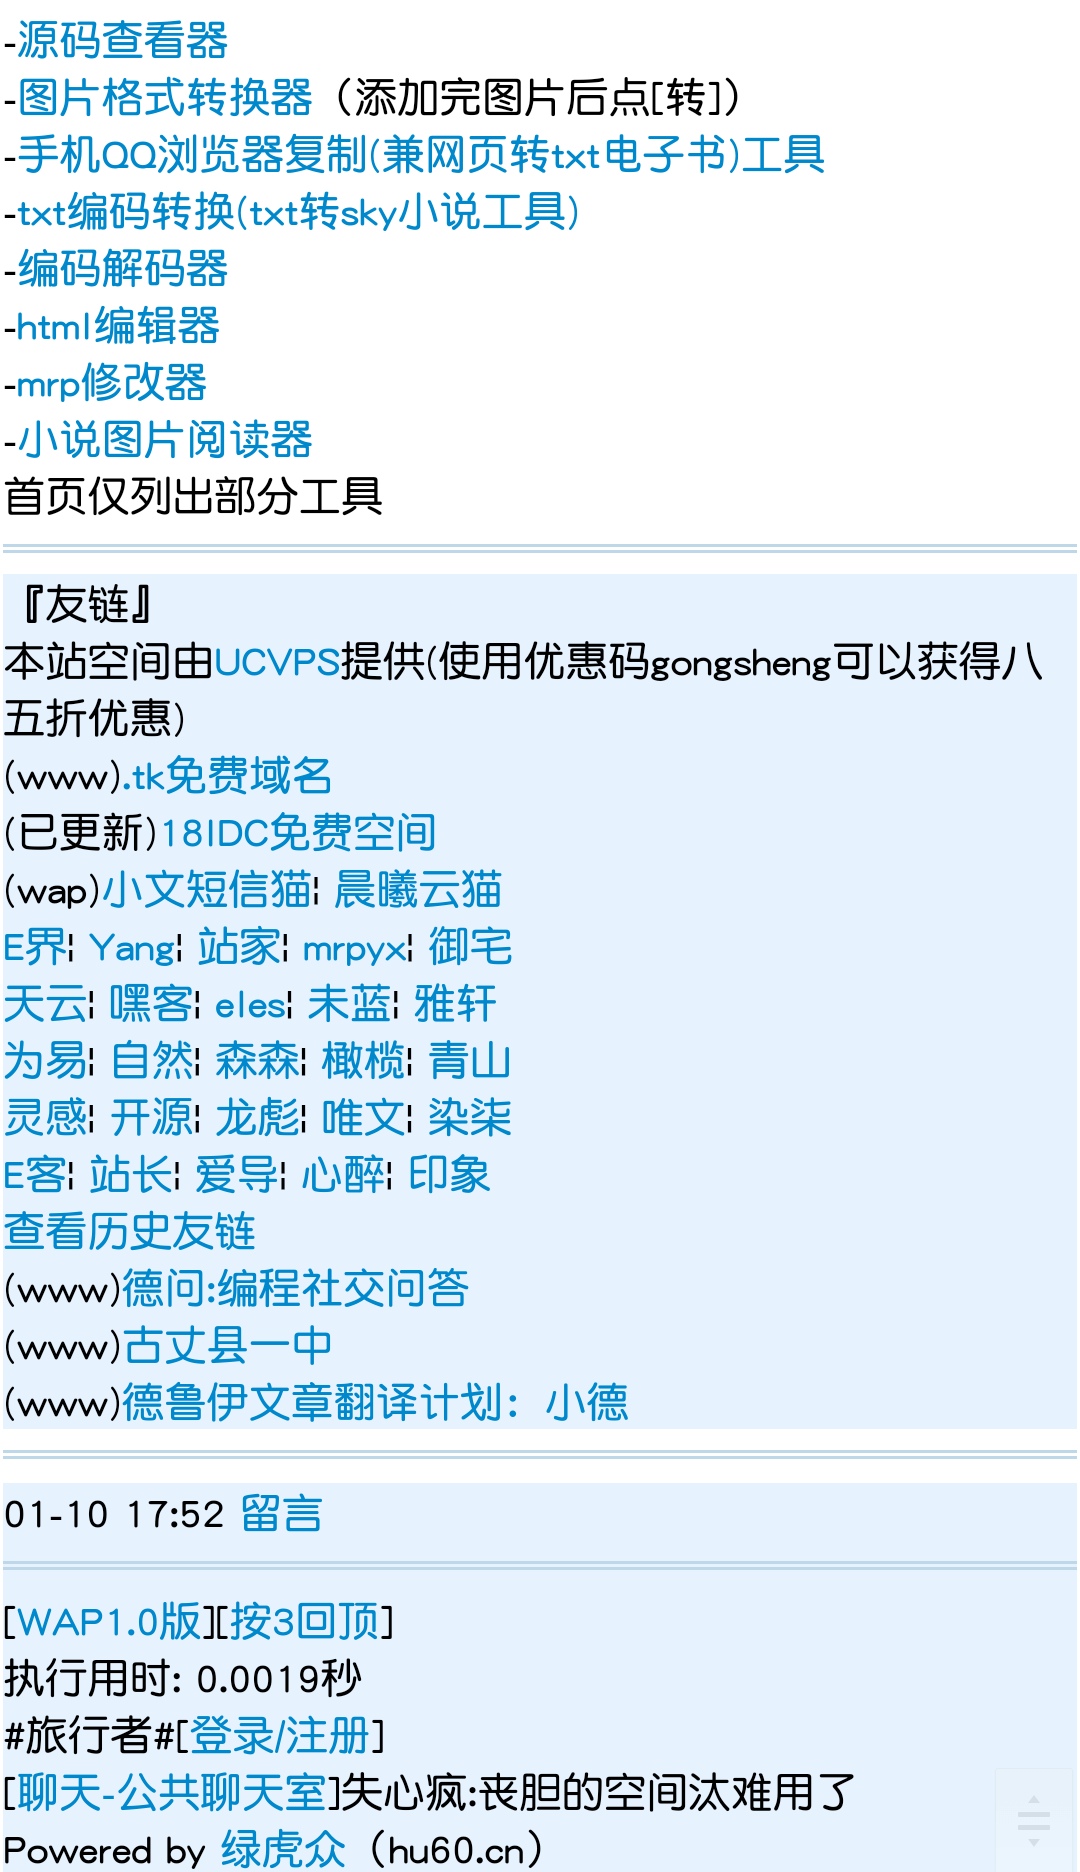 -源码查看器
-图片格式转换器（添加完图片后点[转]）
-手机QQ浏览器复制(兼网页转txt电子书)工具
-txt编码转换(txt转sky小说工具)
-编码解码器
-html编辑器
-mrp修改器
-小说图片阅读器
首页仅列出部分工具
『友链』
本站空间由UCVPS提供(使用优惠码gongsheng可以获得八
五折优惠)
(www).tk免费域名
(已更新)18IDC免费空间
(wap)小文短信猫¦ 晨曦云猫
E界¦ Yang¦ 站家¦ mrpyx¦ 御宅
天云¦ 嘿客¦ eles¦ 未蓝¦ 雅轩
为易¦ 自然¦ 森森¦ 橄榄¦ 青山
灵感¦ 开源¦ 龙彪¦ 唯文¦ 染柒
E客¦ 站长¦ 爱导¦ 心醉¦ 印象
查看历史友链
(www)德问:编程社交问答
(www)古丈县一中
(www)德鲁伊文章翻译计划：小德
01-10 17:52 留言
[WAP1.0版][按3回顶]
执行用时: 0.0019秒
#旅行者#[登录/注册]
[聊天-公共聊天室]失心疯:丧胆的空间汰难用了
Powered by 绿虎众（hu60.cn）